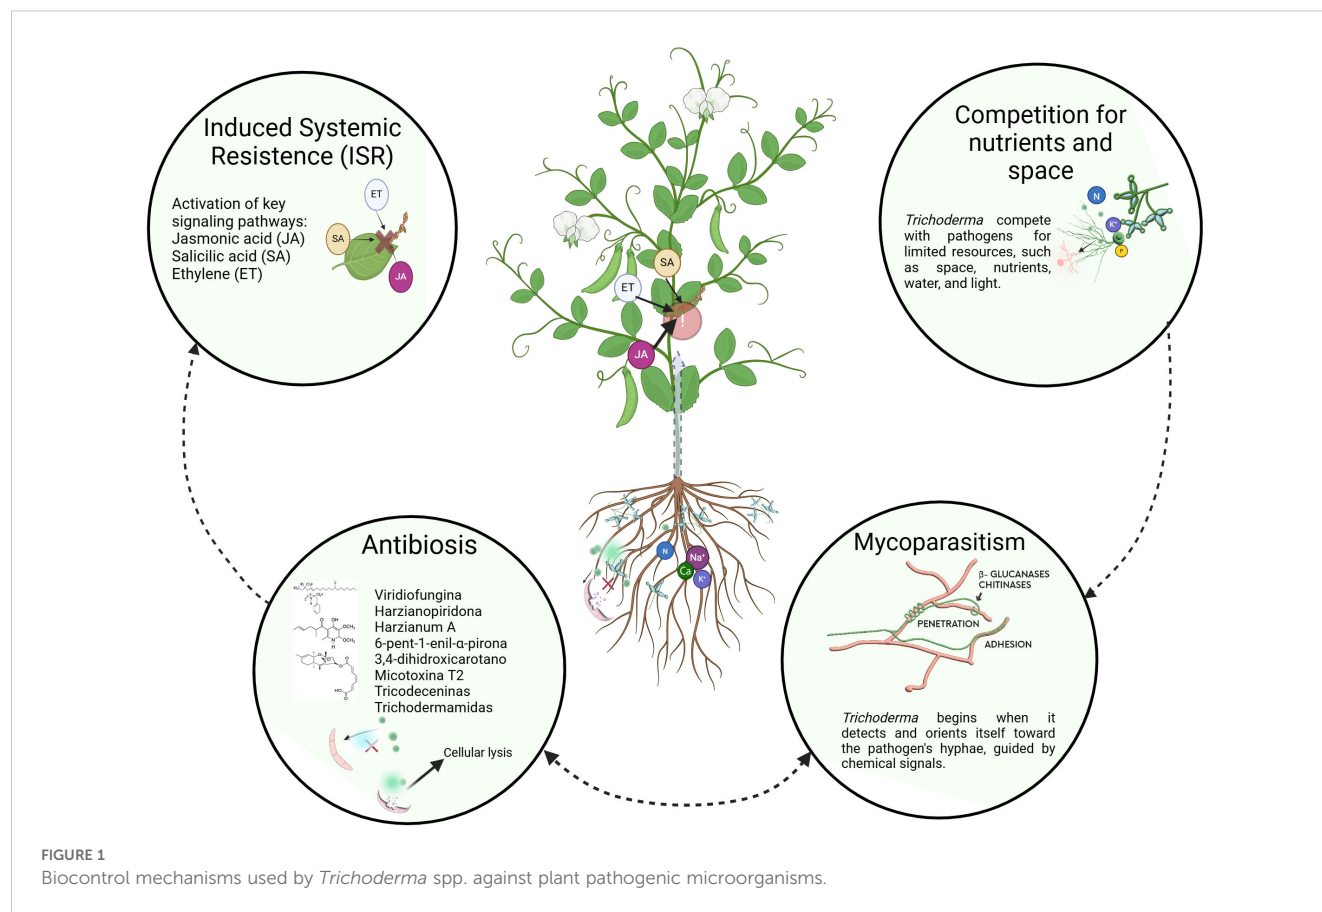 Induced Systemic
Resistence (ISR)
Activation of key
signaling pathways:
Jasmonic acid (JA)
Salicilic acid (SA)
Ethylene (ET)
ET
SA
JA
Competition for
nutrients and
space
Trichoderma compete
with pathogens for
limited resources, such
as space, nutrients,
water, and light.
N
K+
P
SA
ET
!
JA
N
Na+
Ca
K+
Antibiosis
Viridiofungina
Harzianopiridona
Harzianum A
6-pent-1-enil-α-pirona
3,4-dihidroxicarotano
Micotoxina T2
Tricodeceninas
Trichodermamidas
OH
OCH₃
OCH₃
N
H
O
HO
O
Cellular lysis
Mycoparasitism
β- GLUCANASES
CHITINASES
PENETRATION
ADHESION
Trichoderma begins when it
detects and orients itself toward
the pathogen's hyphae, guided by
chemical signals.
FIGURE 1
Biocontrol mechanisms used by Trichoderma spp. against plant pathogenic microorganisms.